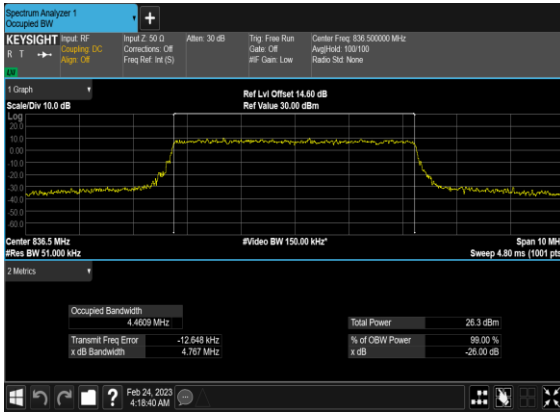 Spectrum Analyzer 1
Occupied BW
+
KEYSIGHT
R T
LXI
Input: RF
Coupling: DC
Align: Off
Input Z: 50 Ω
Corrections: Off
Freq Ref: Int (S)
Atten: 30 dB
Trig: Free Run
Gate: Off
#IF Gain: Low
Center Freq: 836.500000 MHz
Avg|Hold: 100/100
Radio Std: None
1 Graph
Scale/Div 10.0 dB
Ref Lvl Offset 14.60 dB
Ref Value 30.00 dBm
Log
20.0
10.0
0.00
-10.0
-20.0
-30.0
-40.0
-50.0
-60.0
Center 836.5 MHz
#Res BW 51.000 kHz
#Video BW 150.00 kHz*
Span 10 MH
Sweep 4.80 ms (1001 pts
2 Metrics
Occupied Bandwidth
4.4609 MHz
Transmit Freq Error -12.648 kHz
x dB Bandwidth 4.767 MHz
Total Power 26.3 dBm
% of OBW Power 99.00 %
x dB -26.00 dB
?
Feb 24, 2023
4:18:40 AM